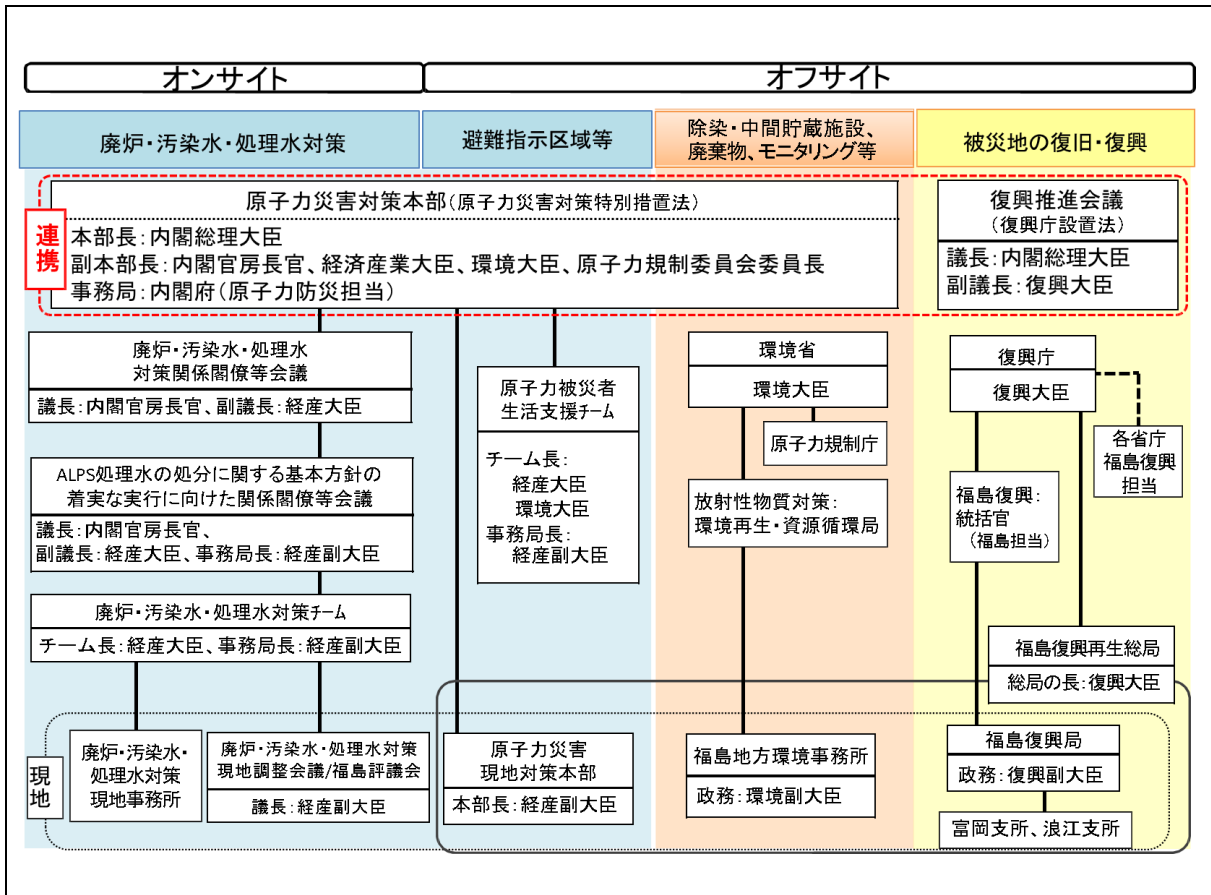 オンサイト
オフサイト
廃炉・汚染水・処理水対策
避難指示区域等
除染・中間貯蔵施設、
廃棄物、モニタリング等
被災地の復旧・復興
連携
原子力災害対策本部(原子力災害対策特別措置法)
本部長:内閣総理大臣
副本部長:内閣官房長官、経済産業大臣、環境大臣、原子力規制委員会委員長
事務局:内閣府(原子力防災担当)
復興推進会議
(復興庁設置法)
議長:内閣総理大臣
副議長:復興大臣
廃炉・汚染水・処理水
対策関係閣僚等会議
議長:内閣官房長官、副議長:経産大臣
ALPS処理水の処分に関する基本方針の
着実な実行に向けた関係閣僚等会議
議長:内閣官房長官、
副議長:経産大臣、事務局長:経産副大臣
廃炉・汚染水・処理水対策チーム
チーム長:経産大臣、事務局長:経産副大臣
原子力被災者
生活支援チーム
チーム長:
経産大臣
環境大臣
事務局長:
経産副大臣
環境省
環境大臣
原子力規制庁
放射性物質対策:
環境再生・資源循環局
復興庁
復興大臣
各省庁
福島復興
担当
福島復興:
統括官
(福島担当)
福島復興再生総局
総局の長:復興大臣
現地
廃炉・汚染水・
処理水対策
現地事務所
廃炉・汚染水・処理水対策
現地調整会議/福島評議会
議長:経産副大臣
原子力災害
現地対策本部
本部長:経産副大臣
福島地方環境事務所
政務:環境副大臣
福島復興局
政務:復興副大臣
富岡支所、浪江支所